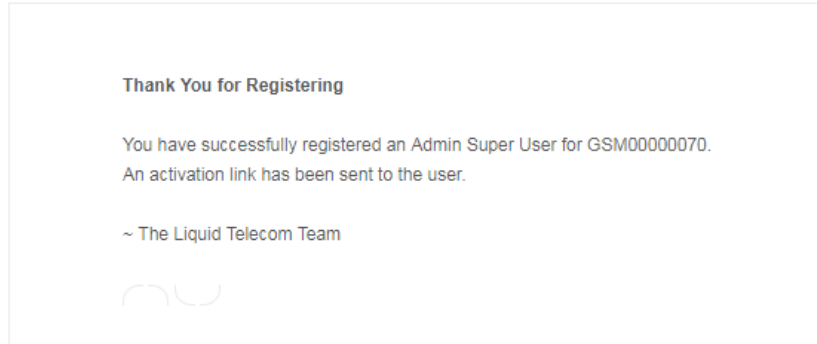 Thank You for Registering
You have successfully registered an Admin Super User for GSM00000070.
An activation link has been sent to the user.
~ The Liquid Telecom Team